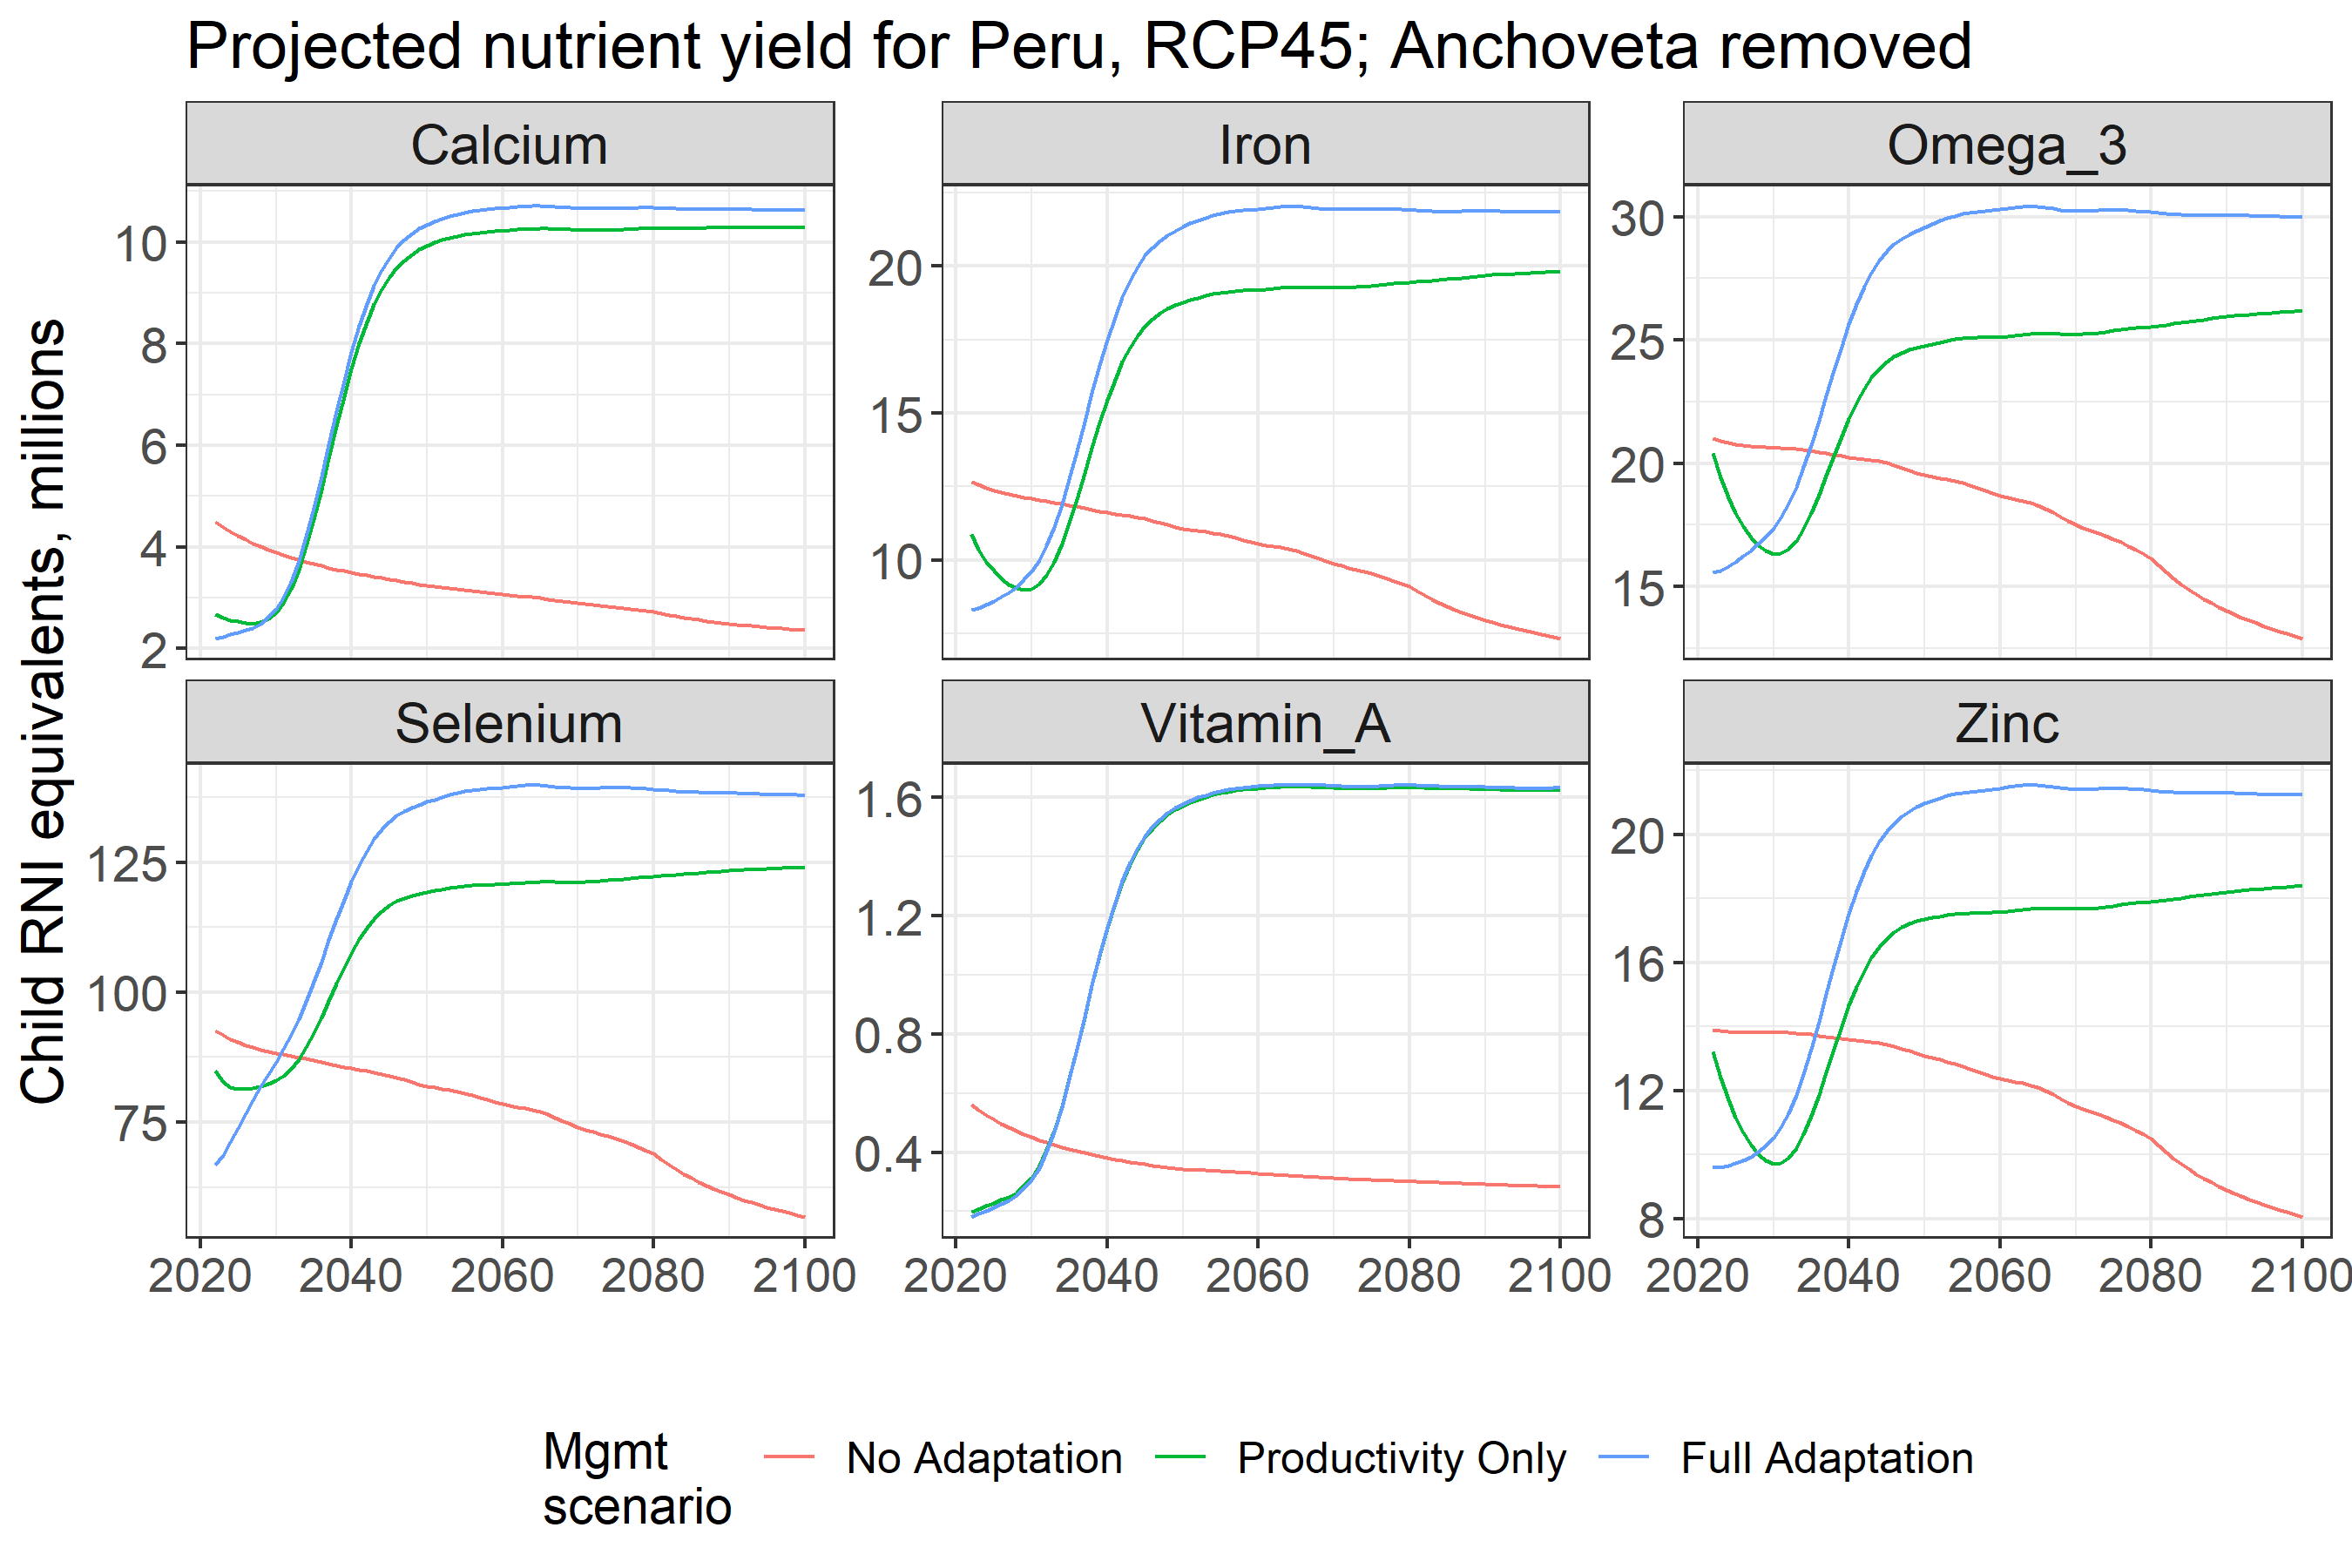 Projected nutrient yield for Peru, RCP45; Anchoveta removed
Child RNI equivalents, millions
Calcium
10
8
6
4
2
Iron
20
15
10
Omega_3
30
25
20
15
Selenium
125
100
75
2020 2040 2060 2080 2100
Vitamin_A
1.6
1.2
0.8
0.4
2020 2040 2060 2080 2100
Zinc
20
16
12
8
2020 2040 2060 2080 2100
Mgmt
scenario
No Adaptation
Productivity Only
Full Adaptation